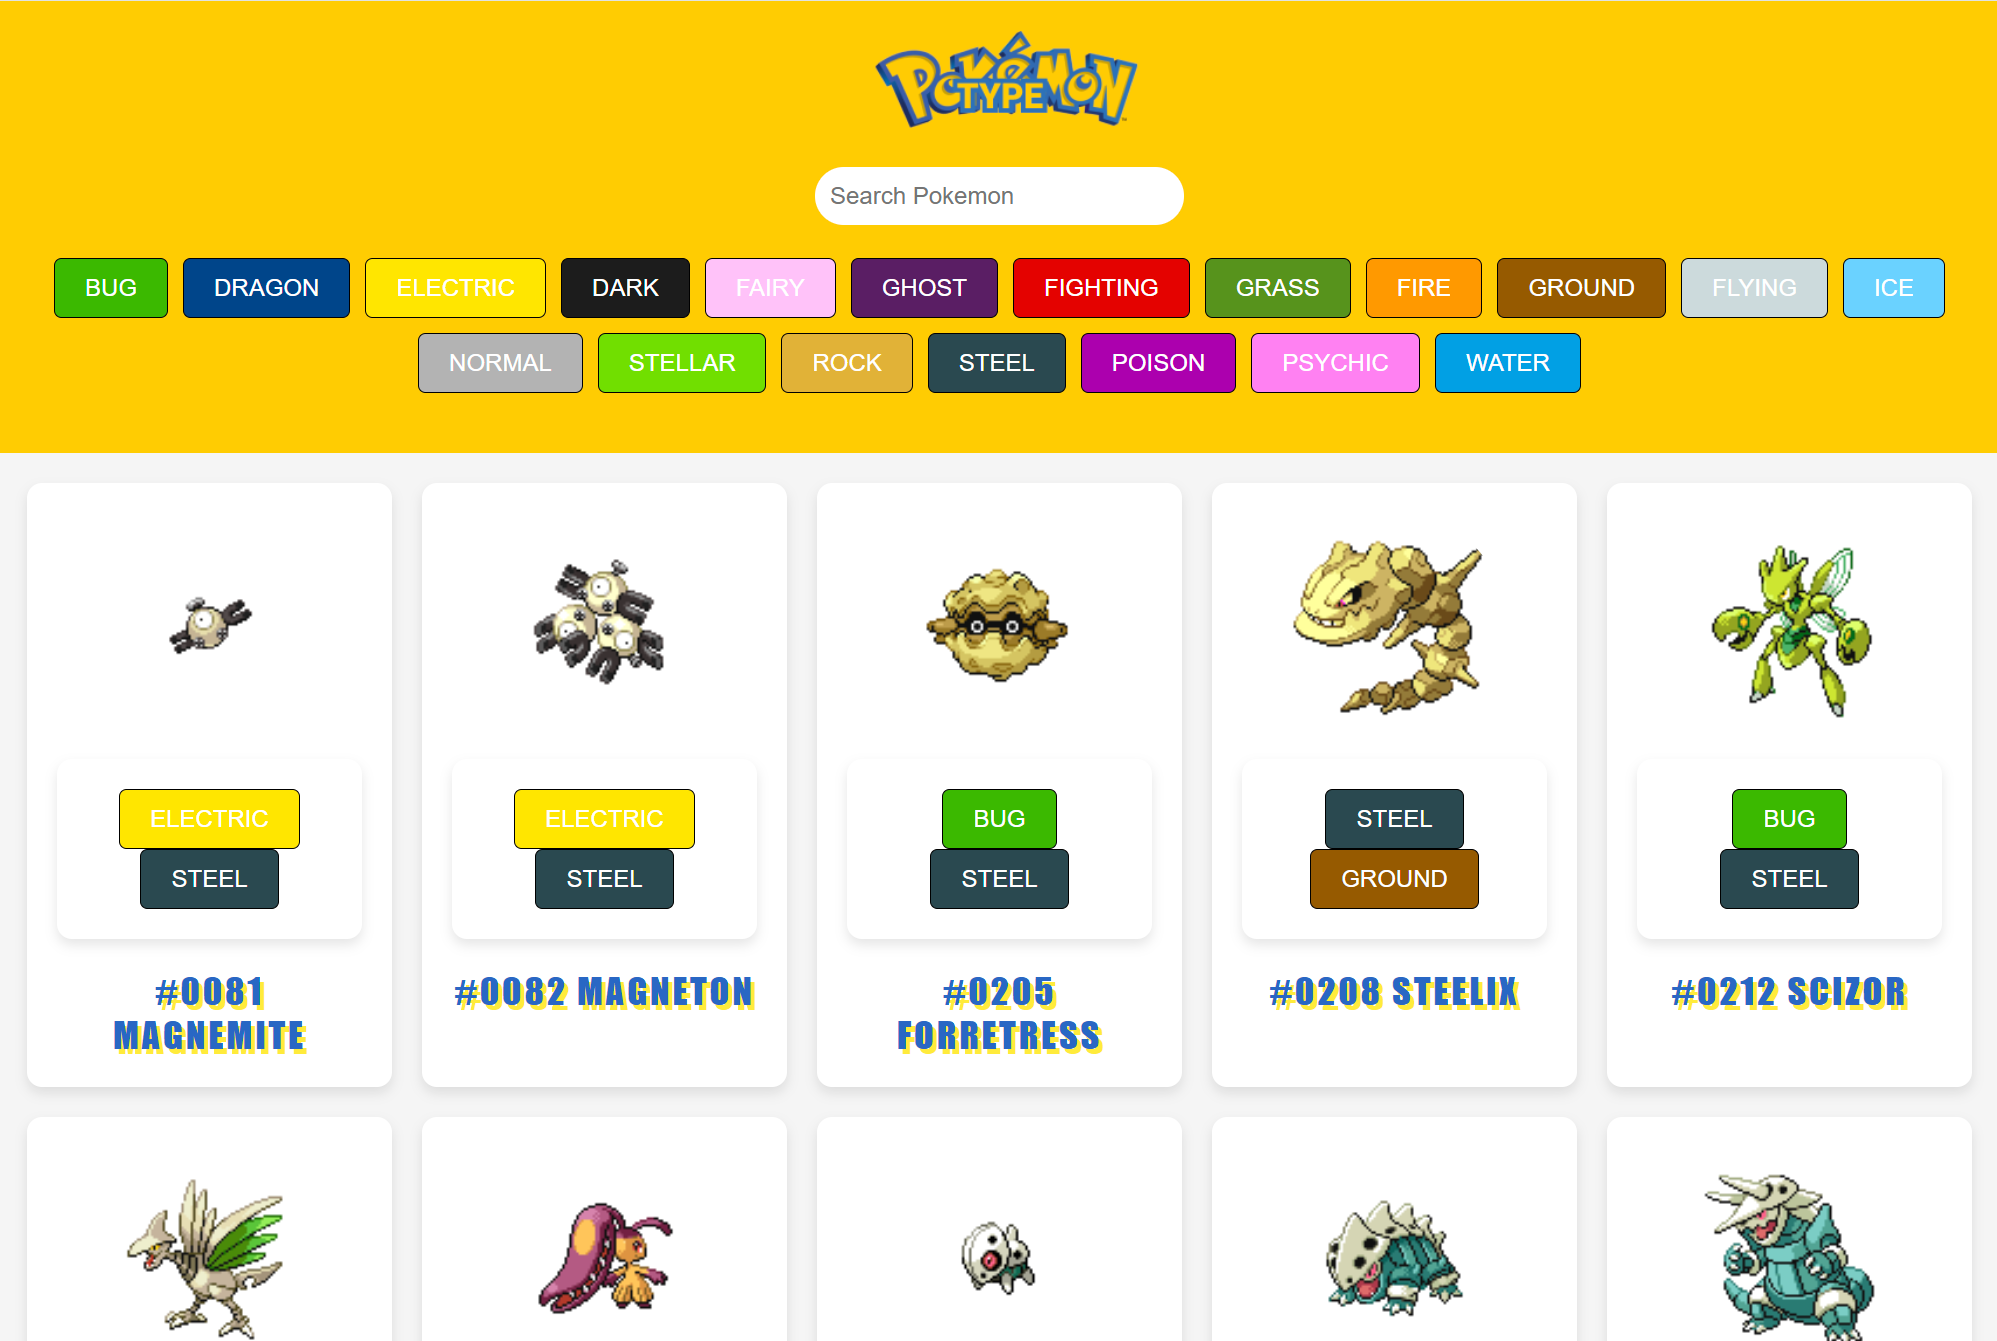 PokéMON
TYPE
Search Pokemon
BUG DRAGON ELECTRIC DARK FAIRY GHOST FIGHTING GRASS FIRE GROUND FLYING ICE
NORMAL STELLAR ROCK STEEL POISON PSYCHIC WATER
ELECTRIC
STEEL
#0081
MAGNEMITE
ELECTRIC
STEEL
#0082 MAGNETON
BUG
STEEL
#0205
FORRETRESS
STEEL
GROUND
#0208 STEELIX
BUG
STEEL
#0212 SCIZOR